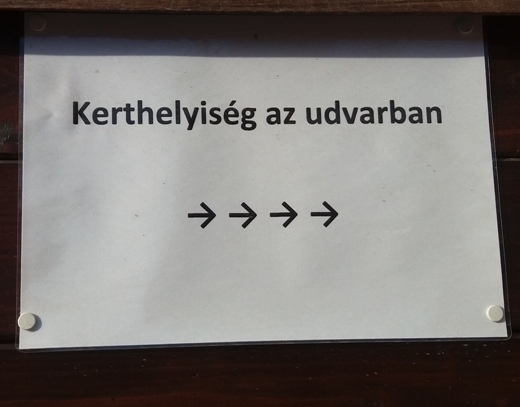 Kerthelyiség az udvarban
→ → → →